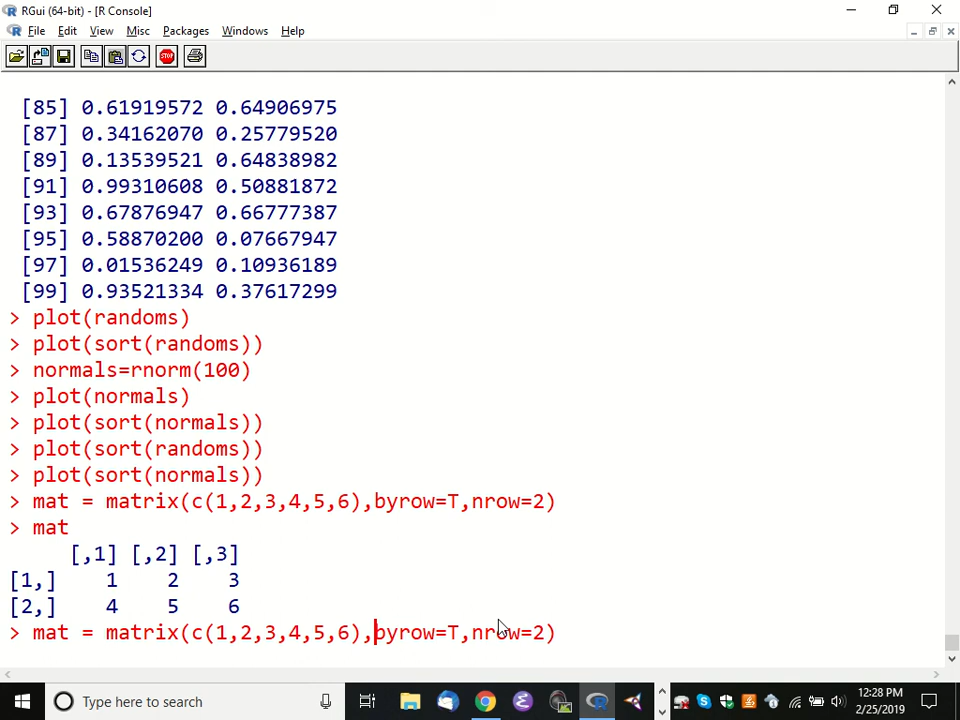 RGui (64-bit) - [R Console]
File Edit View Misc Packages Windows Help
STOP
[85] 0.61919572 0.64906975
[87] 0.34162070 0.25779520
[89] 0.13539521 0.64838982
[91] 0.99310608 0.50881872
[93] 0.67876947 0.66777387
[95] 0.58870200 0.07667947
[97] 0.01536249 0.10936189
[99] 0.93521334 0.37617299
> plot(randoms)
> plot(sort(randoms))
> normals=rnorm(100)
> plot(normals)
> plot(sort(normals))
> plot(sort(randoms))
> plot(sort(normals))
> mat = matrix(c(1,2,3,4,5,6),byrow=T,nrow=2)
> mat
[,1] [,2] [,3]
[1,] 1 2 3
[2,] 4 5 6
> mat = matrix(c(1,2,3,4,5,6),byrow=T,nrow=2)
Type here to search
12:28 PM
2/25/2019